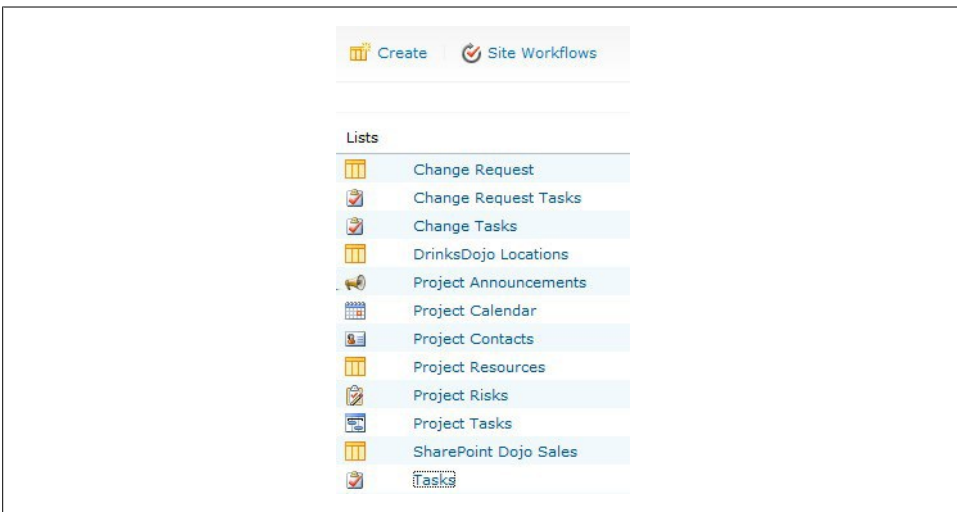 Create Site Workflows
Lists
Change Request
Change Request Tasks
Change Tasks
DrinksDojo Locations
Project Announcements
Project Calendar
Project Contacts
Project Resources
Project Risks
Project Tasks
SharePoint Dojo Sales
Tasks